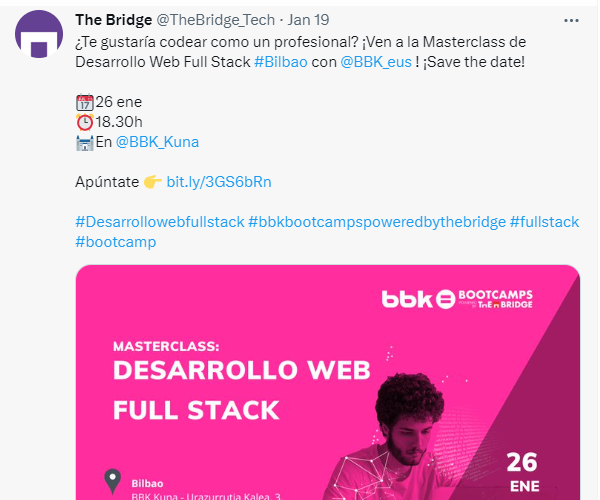 The Bridge @TheBridge_Tech · Jan 19
¿Te gustaría codear como un profesional? ¡Ven a la Masterclass de
Desarrollo Web Full Stack #Bilbao con @BBK_eus ! ¡Save the date!
26 ene
18.30h
En @BBK_Kuna
Apúntate 👉 bit.ly/3GS6bRn
#Desarrollowebfullstack #bbkbootcampspoweredbythebridge #fullstack
#bootcamp
bbk BOOTCAMPS
THE BRIDGE
MASTERCLASS:
DESARROLLO WEB
FULL STACK
26
ENE
Bilbao
BBK Kuna - Urazurrutia Kalea, 3